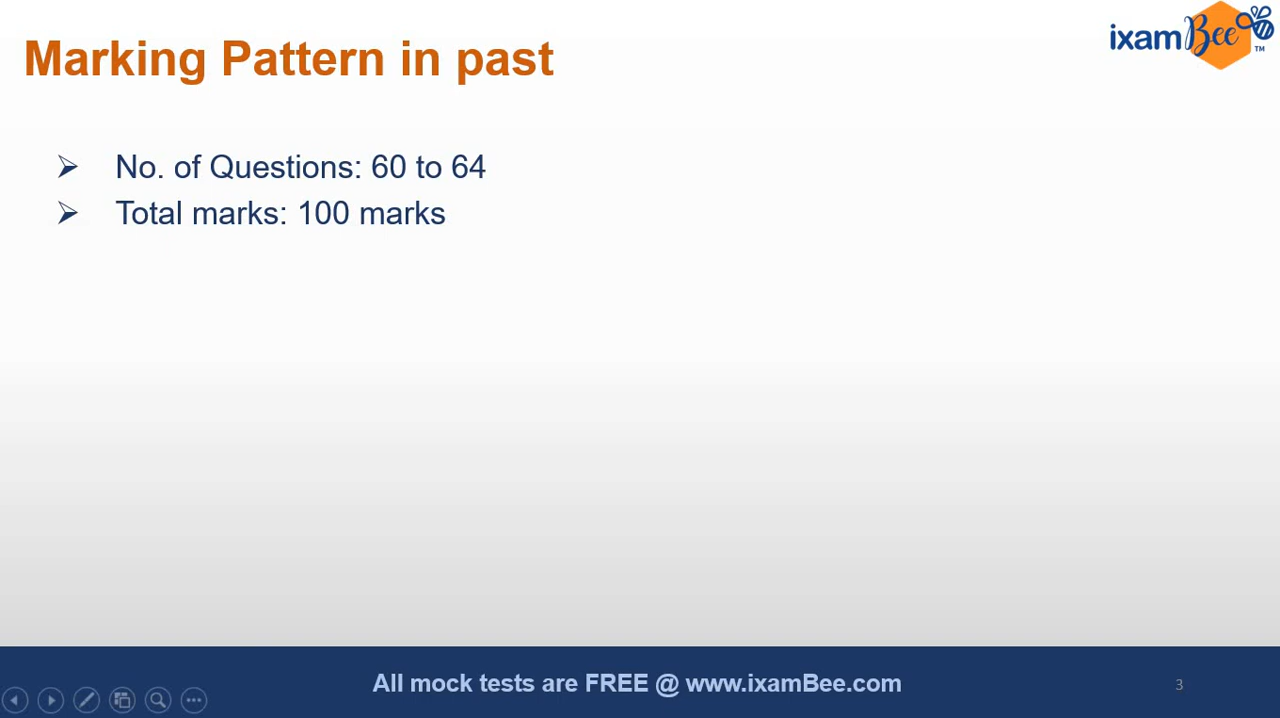 Marking Pattern in past
ixamBee™
➢ No. of Questions: 60 to 64
➢ Total marks: 100 marks
All mock tests are FREE @ www.ixamBee.com
3